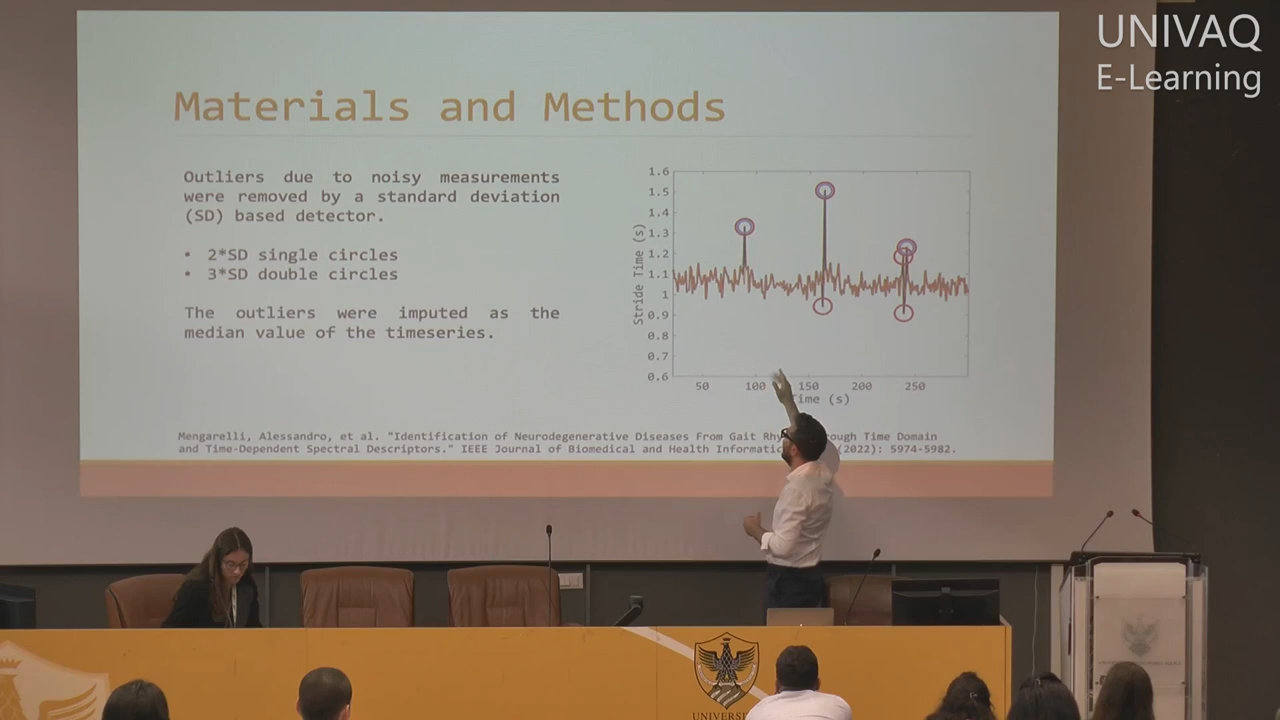 UNIVAQ
E-Learning
Materials and Methods
Outliers due to noisy measurements
were removed by a standard deviation
(SD) based detector.
• 2*SD single circles
• 3*SD double circles
The outliers were imputed as the
median value of the timeseries.
1.6
1.5
1.4
1.3
1.2
1.1
1
0.9
0.8
0.7
0.6
Stride Time (s)
50 100 150 200 250
Time (s)
Mengarelli, Alessandro, et al. "Identification of Neurodegenerative Diseases From Gait through Time Domain
and Time-Dependent Spectral Descriptors." IEEE Journal of Biomedical and Health (2022): 5974-5982.